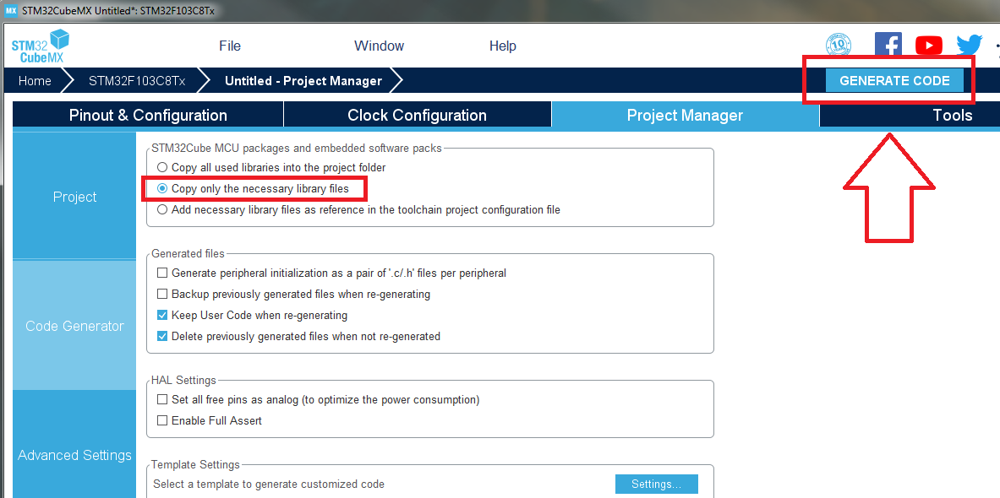 MX STM32CubeMX Untitled*: STM32F103C8Tx
STM32 CubeMX
File Window Help
10
Home STM32F103C8Tx Untitled - Project Manager GENERATE CODE
Pinout & Configuration Clock Configuration Project Manager Tools
Project
Code Generator
Advanced Settings
STM32Cube MCU packages and embedded software packs
Copy all used libraries into the project folder
Copy only the necessary library files
Add necessary library files as reference in the toolchain project configuration file
Generated files
Generate peripheral initialization as a pair of '.c/.h' files per peripheral
Backup previously generated files when re-generating
Keep User Code when re-generating
Delete previously generated files when not re-generated
HAL Settings
Set all free pins as analog (to optimize the power consumption)
Enable Full Assert
Template Settings
Select a template to generate customized code Settings...